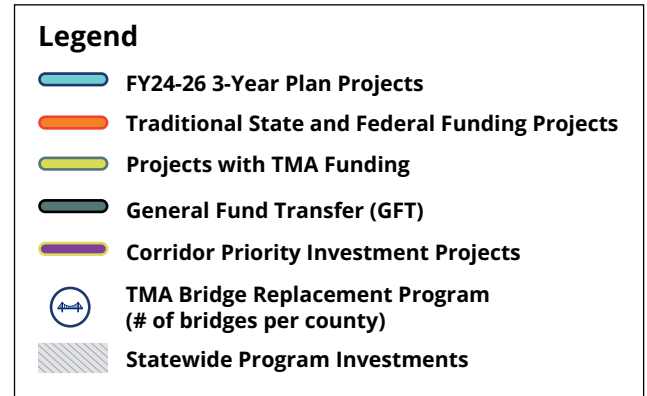 Legend
FY24-26 3-Year Plan Projects
Traditional State and Federal Funding Projects
Projects with TMA Funding
General Fund Transfer (GFT)
Corridor Priority Investment Projects
TMA Bridge Replacement Program
(# of bridges per county)
Statewide Program Investments